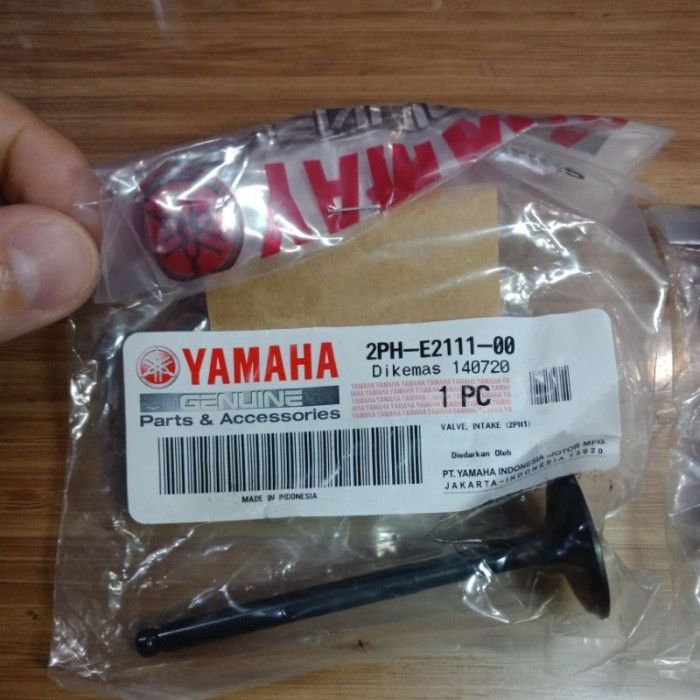 YAMAHA
GENUINE
Parts & Accessories
MADE IN INDONESIA
2PH-E2111-00
Dikemas 140720
1 PC
VALVE, INTAKE (2PH1)
Diedarkan Oleh
PT. YAMAHA INDONESIA MOTOR MFG.
JAKARTA-INDONESIA 13920